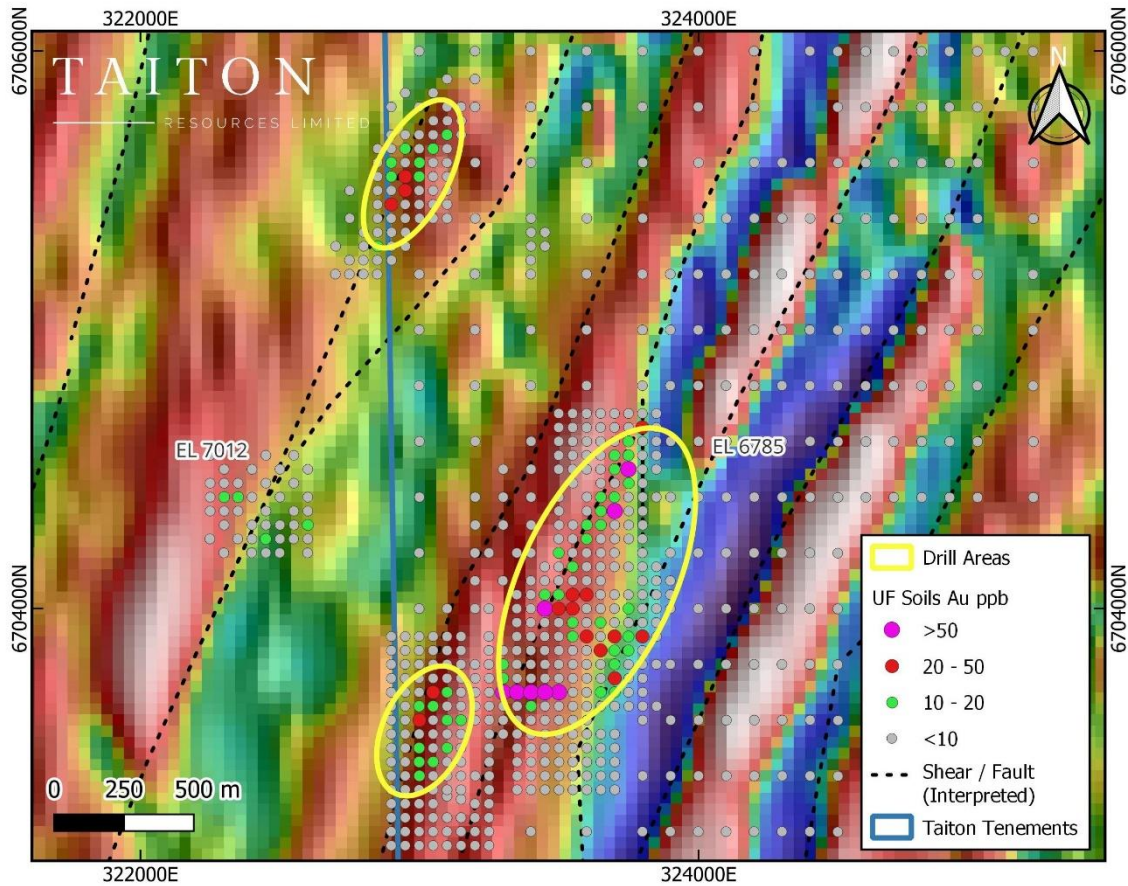 322000E
324000E
6706000N
6706000N
TAITON
RESOURCES LIMITED
N
EL 7012
EL 6785
6704000N
6704000N
Drill Areas
UF Soils Au ppb
>50
20 - 50
10 - 20
<10
Shear / Fault
(Interpreted)
Taiton Tenements
0 250 500 m
322000E
324000E